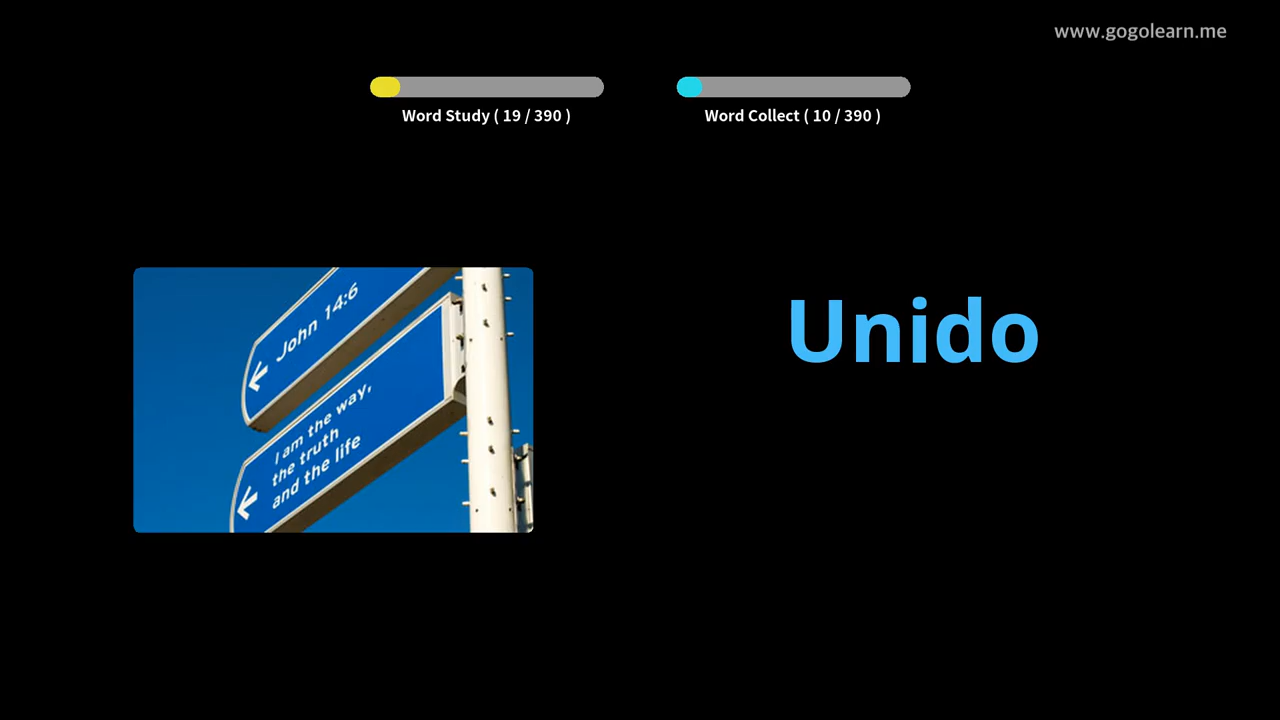 www.gogolearn.me
Word Study ( 19 / 390 )
Word Collect ( 10 / 390 )
John 14:6
I am the way,
the truth
and the life
Unido